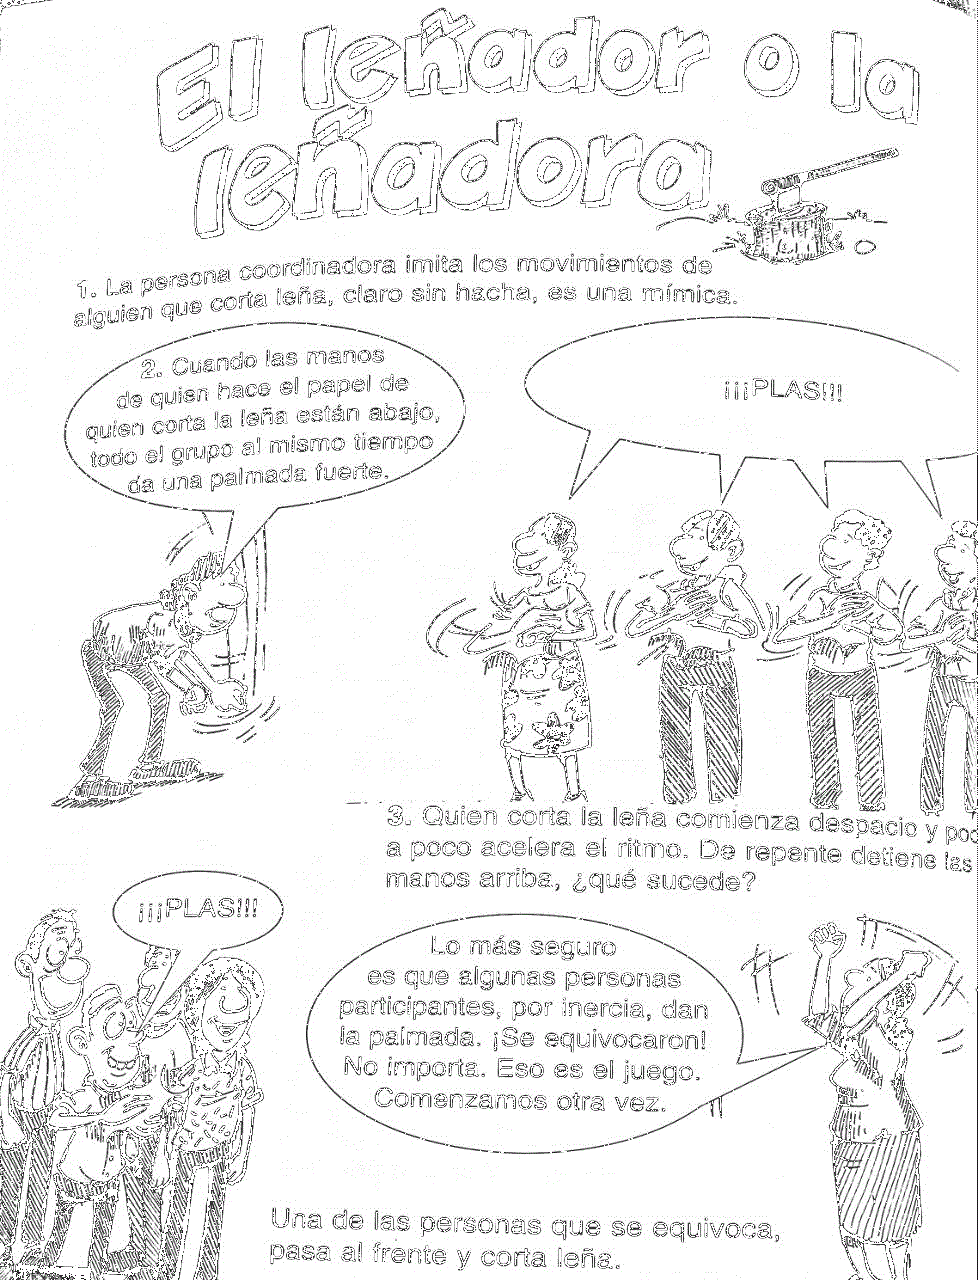 El leñador o la
leñadora
1. La persona coordinadora imita los movimientos de
alguien que corta leña, claro sin hacha, es una mímica.
2. Cuando las manos
de quien hace el papel de
quien corta la leña están abajo,
todo el grupo al mismo tiempo
da una palmada fuerte.
¡¡¡PLAS!!!
3. Quien corta la leña comienza despacio y poc
a poco acelera el ritmo. De repente detiene las
manos arriba, ¿qué sucede?
¡¡¡PLAS!!!
Lo más seguro
es que algunas personas
participantes, por inercia, dan
la palmada. ¡Se equivocaron!
No importa. Eso es el juego.
Comenzamos otra vez.
Una de las personas que se equivoca,
pasa al frente y corta leña.